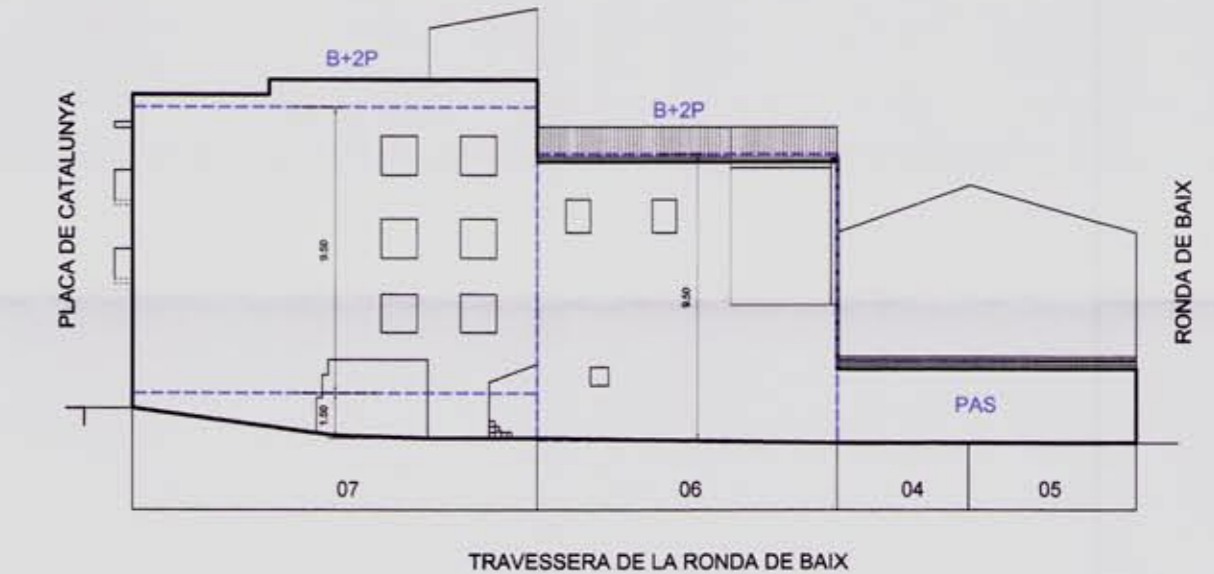 B+2P
B+2P
PLACA DE CATALUNYA
RONDA DE BAIX
9.50
9.50
1.50
PAS
07
06
04
05
TRAVESSERA DE LA RONDA DE BAIX